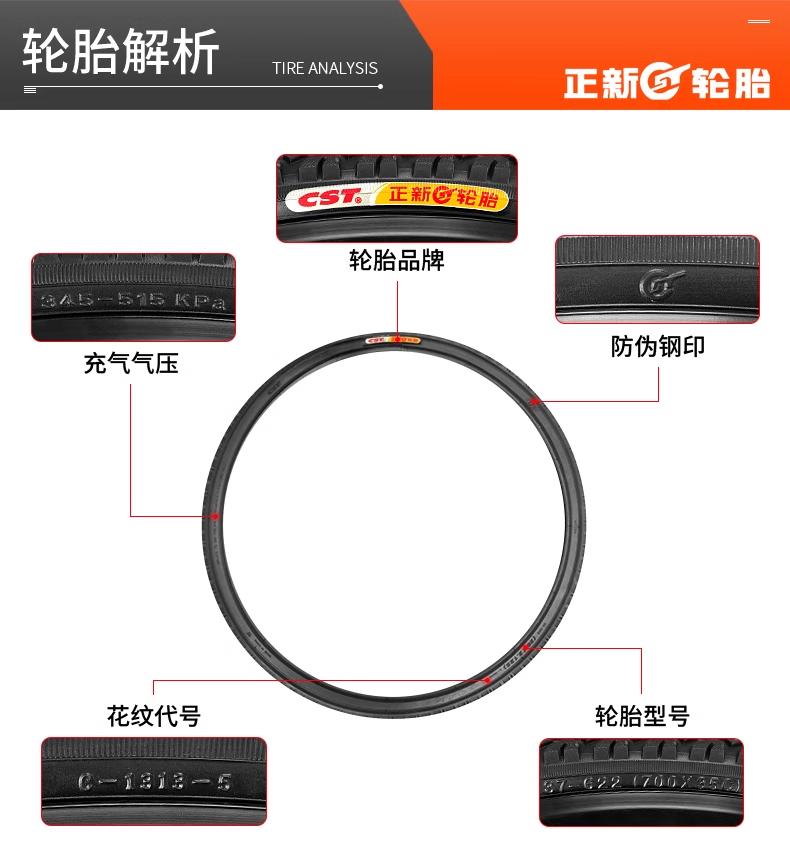 轮胎解析
TIRE ANALYSIS
正新轮胎
CST® 正新轮胎
轮胎品牌
345-515 KPa
充气气压
防伪钢印
花纹代号
C-1313-5
轮胎型号
37-622 (700X35C)